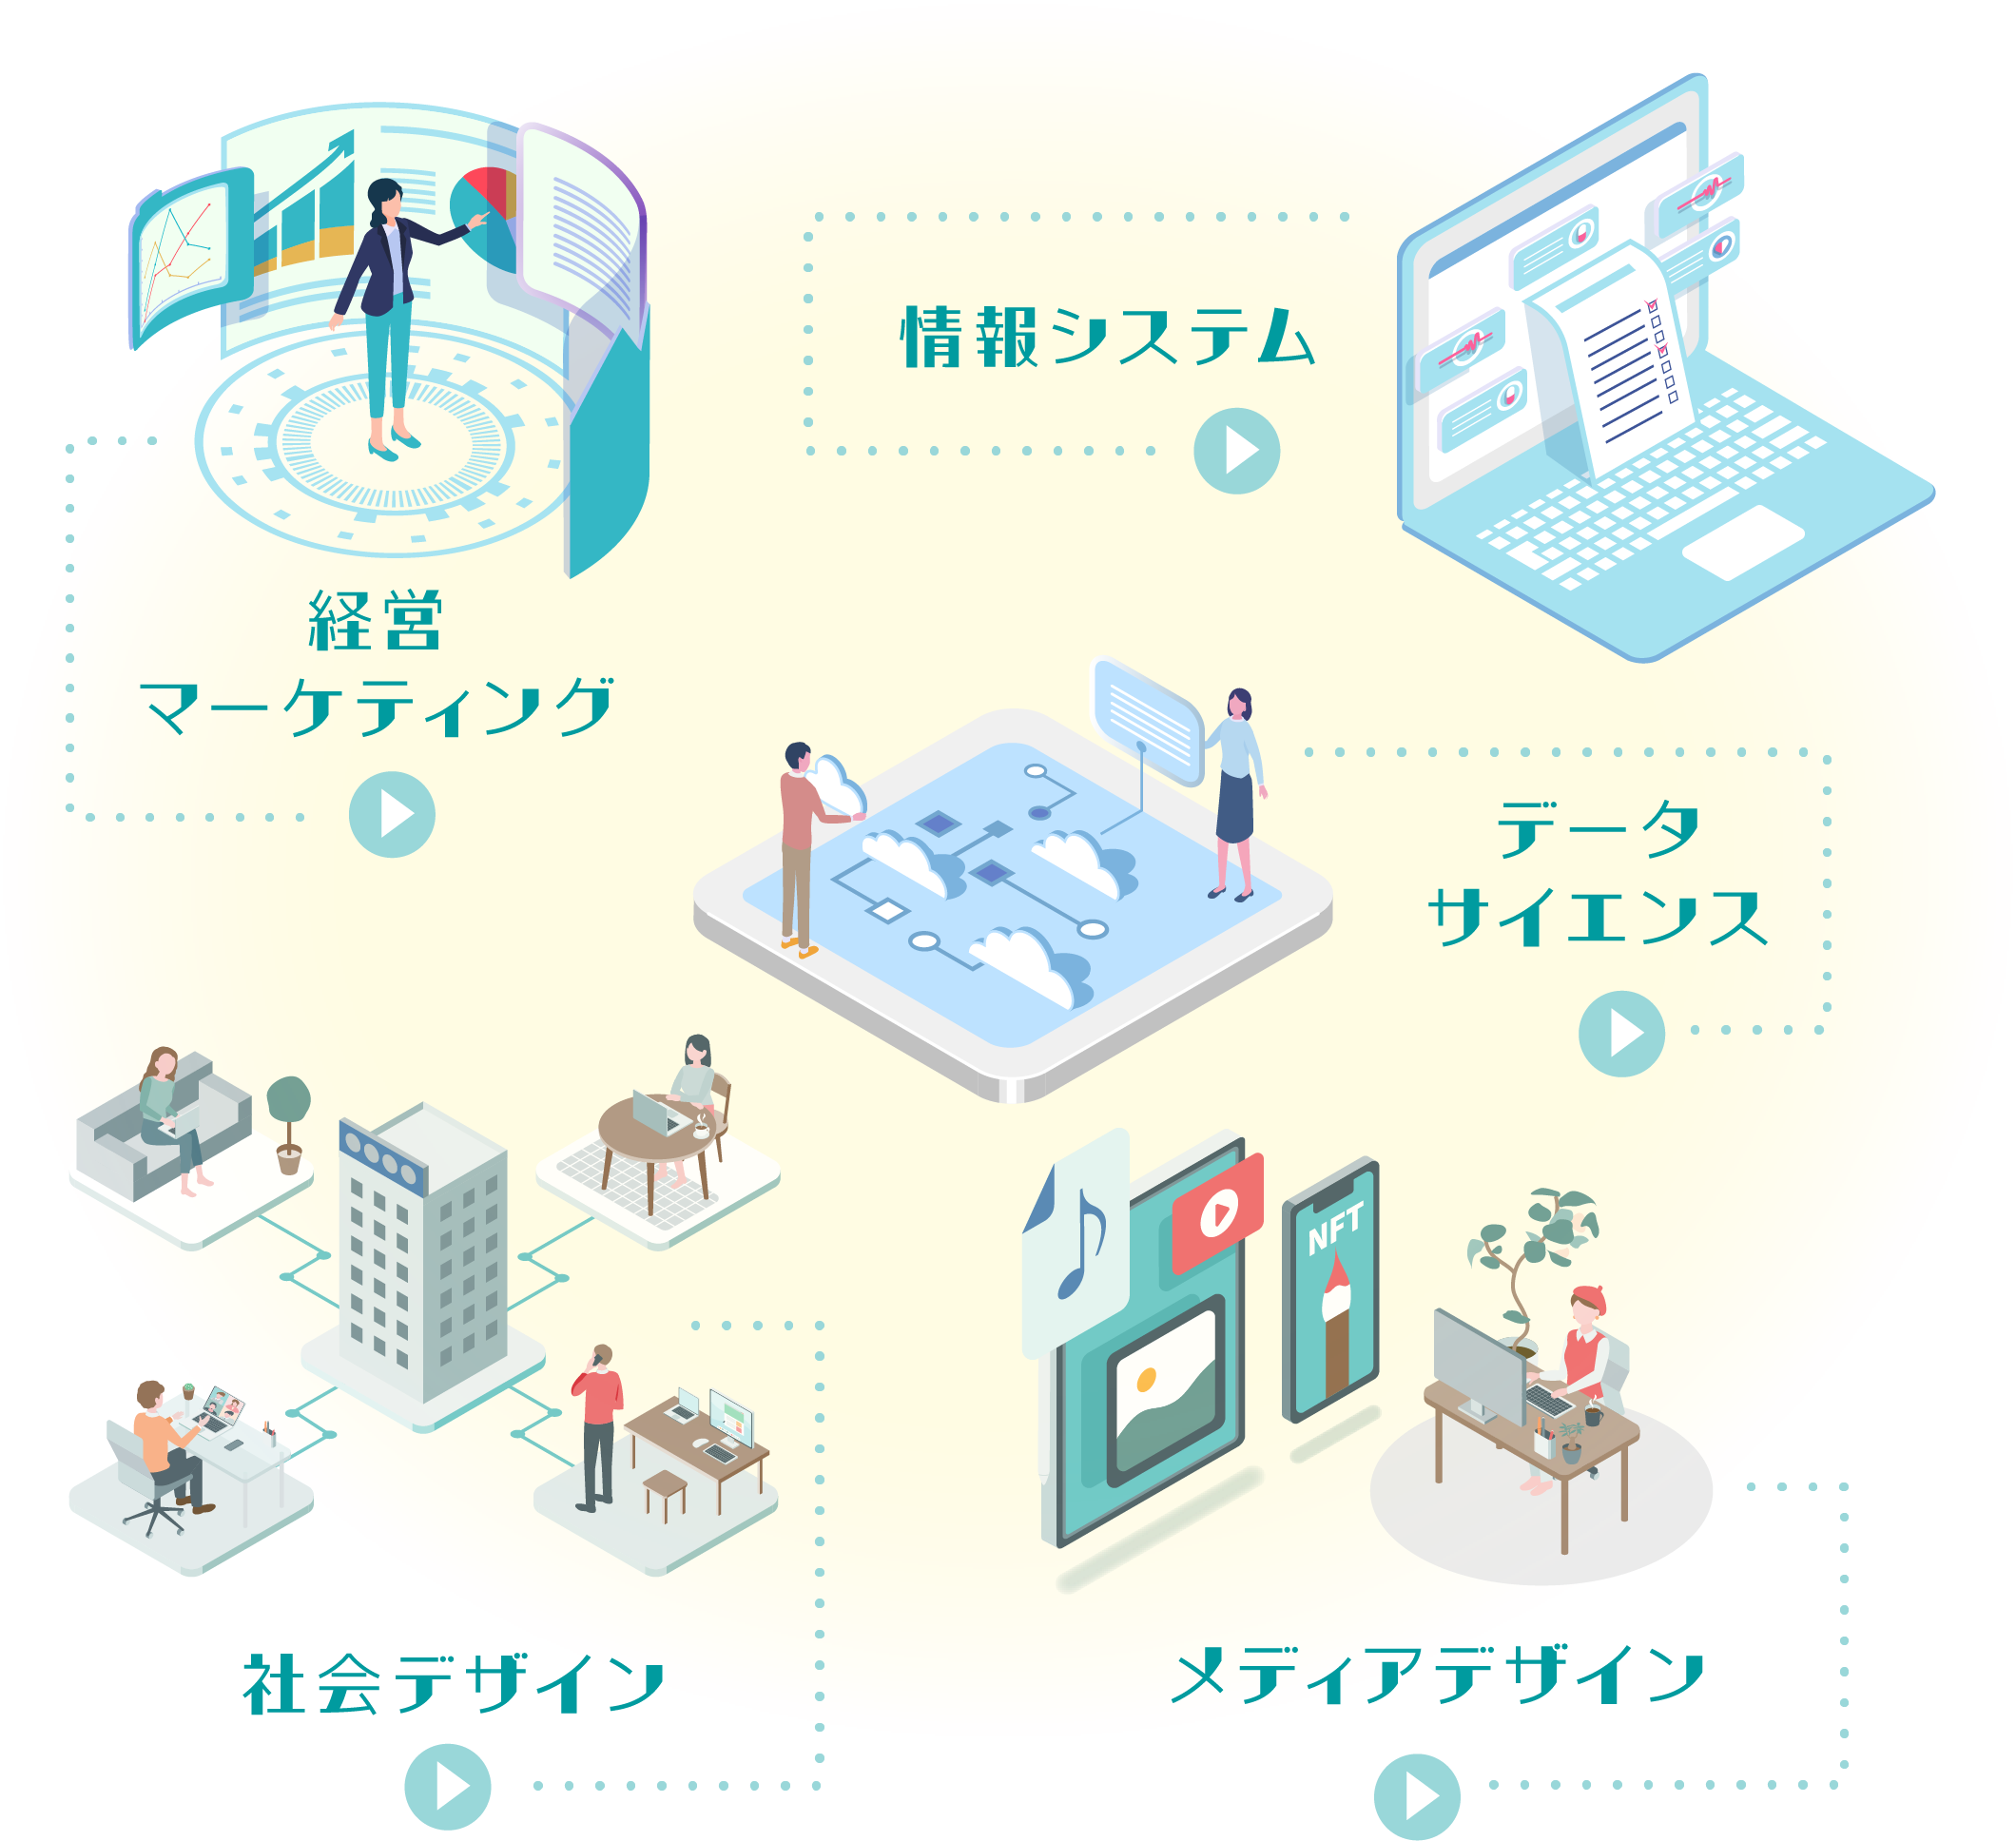 情報システム
経営
マーケティング
データ
サイエンス
NFT
社会デザイン
メディアデザイン